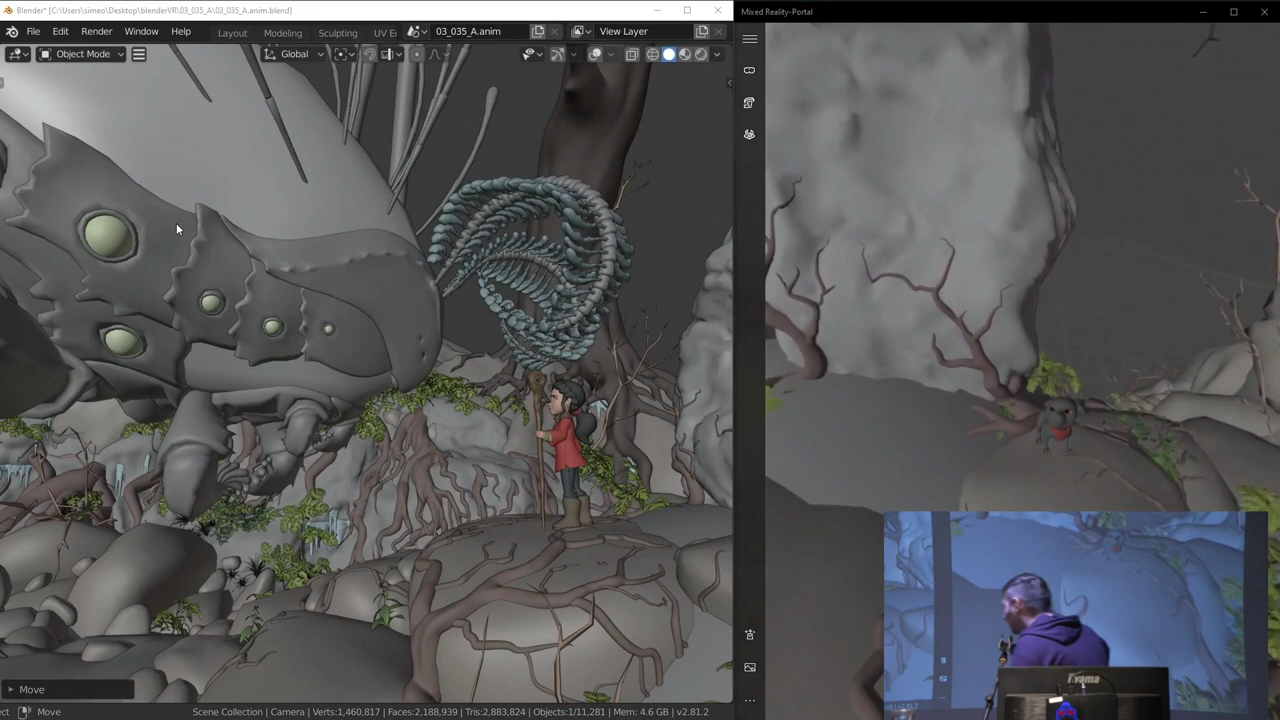 Blender* [C:\Users\simeo\Desktop\blenderVR\03_035_A\03_035_A.anim.blend]
File Edit Render Window Help Layout Modeling Sculpting UV E 03_035_A.anim View Layer
Object Mode Global
Move
ct Move Scene Collection | Camera | Verts:1,460,817 | Faces:2,188,939 | Tris:2,883,824 | Objects:1/11,281 | Mem: 4.6 GB | v2.81.2
Mixed Reality-Portal
iiyama